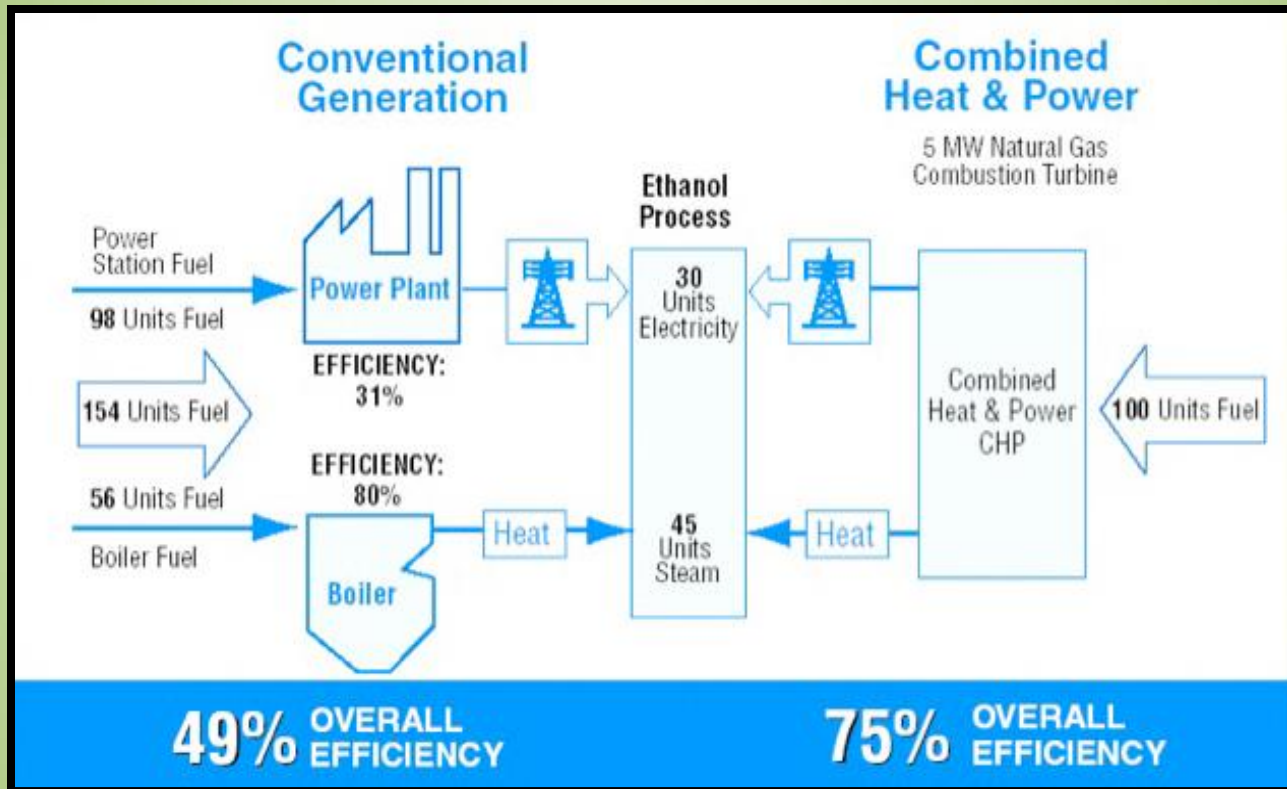 Conventional
Generation
Combined
Heat & Power
5 MW Natural Gas
Combustion Turbine
Ethanol
Process
Power
Station Fuel
98 Units Fuel
Power Plant
EFFICIENCY:
31%
30
Units
Electricity
154 Units Fuel
Combined
Heat & Power
CHP
100 Units Fuel
EFFICIENCY:
80%
56 Units Fuel
Boiler Fuel
Boiler
Heat
45
Units
Steam
Heat
49% OVERALL
EFFICIENCY
75% OVERALL
EFFICIENCY